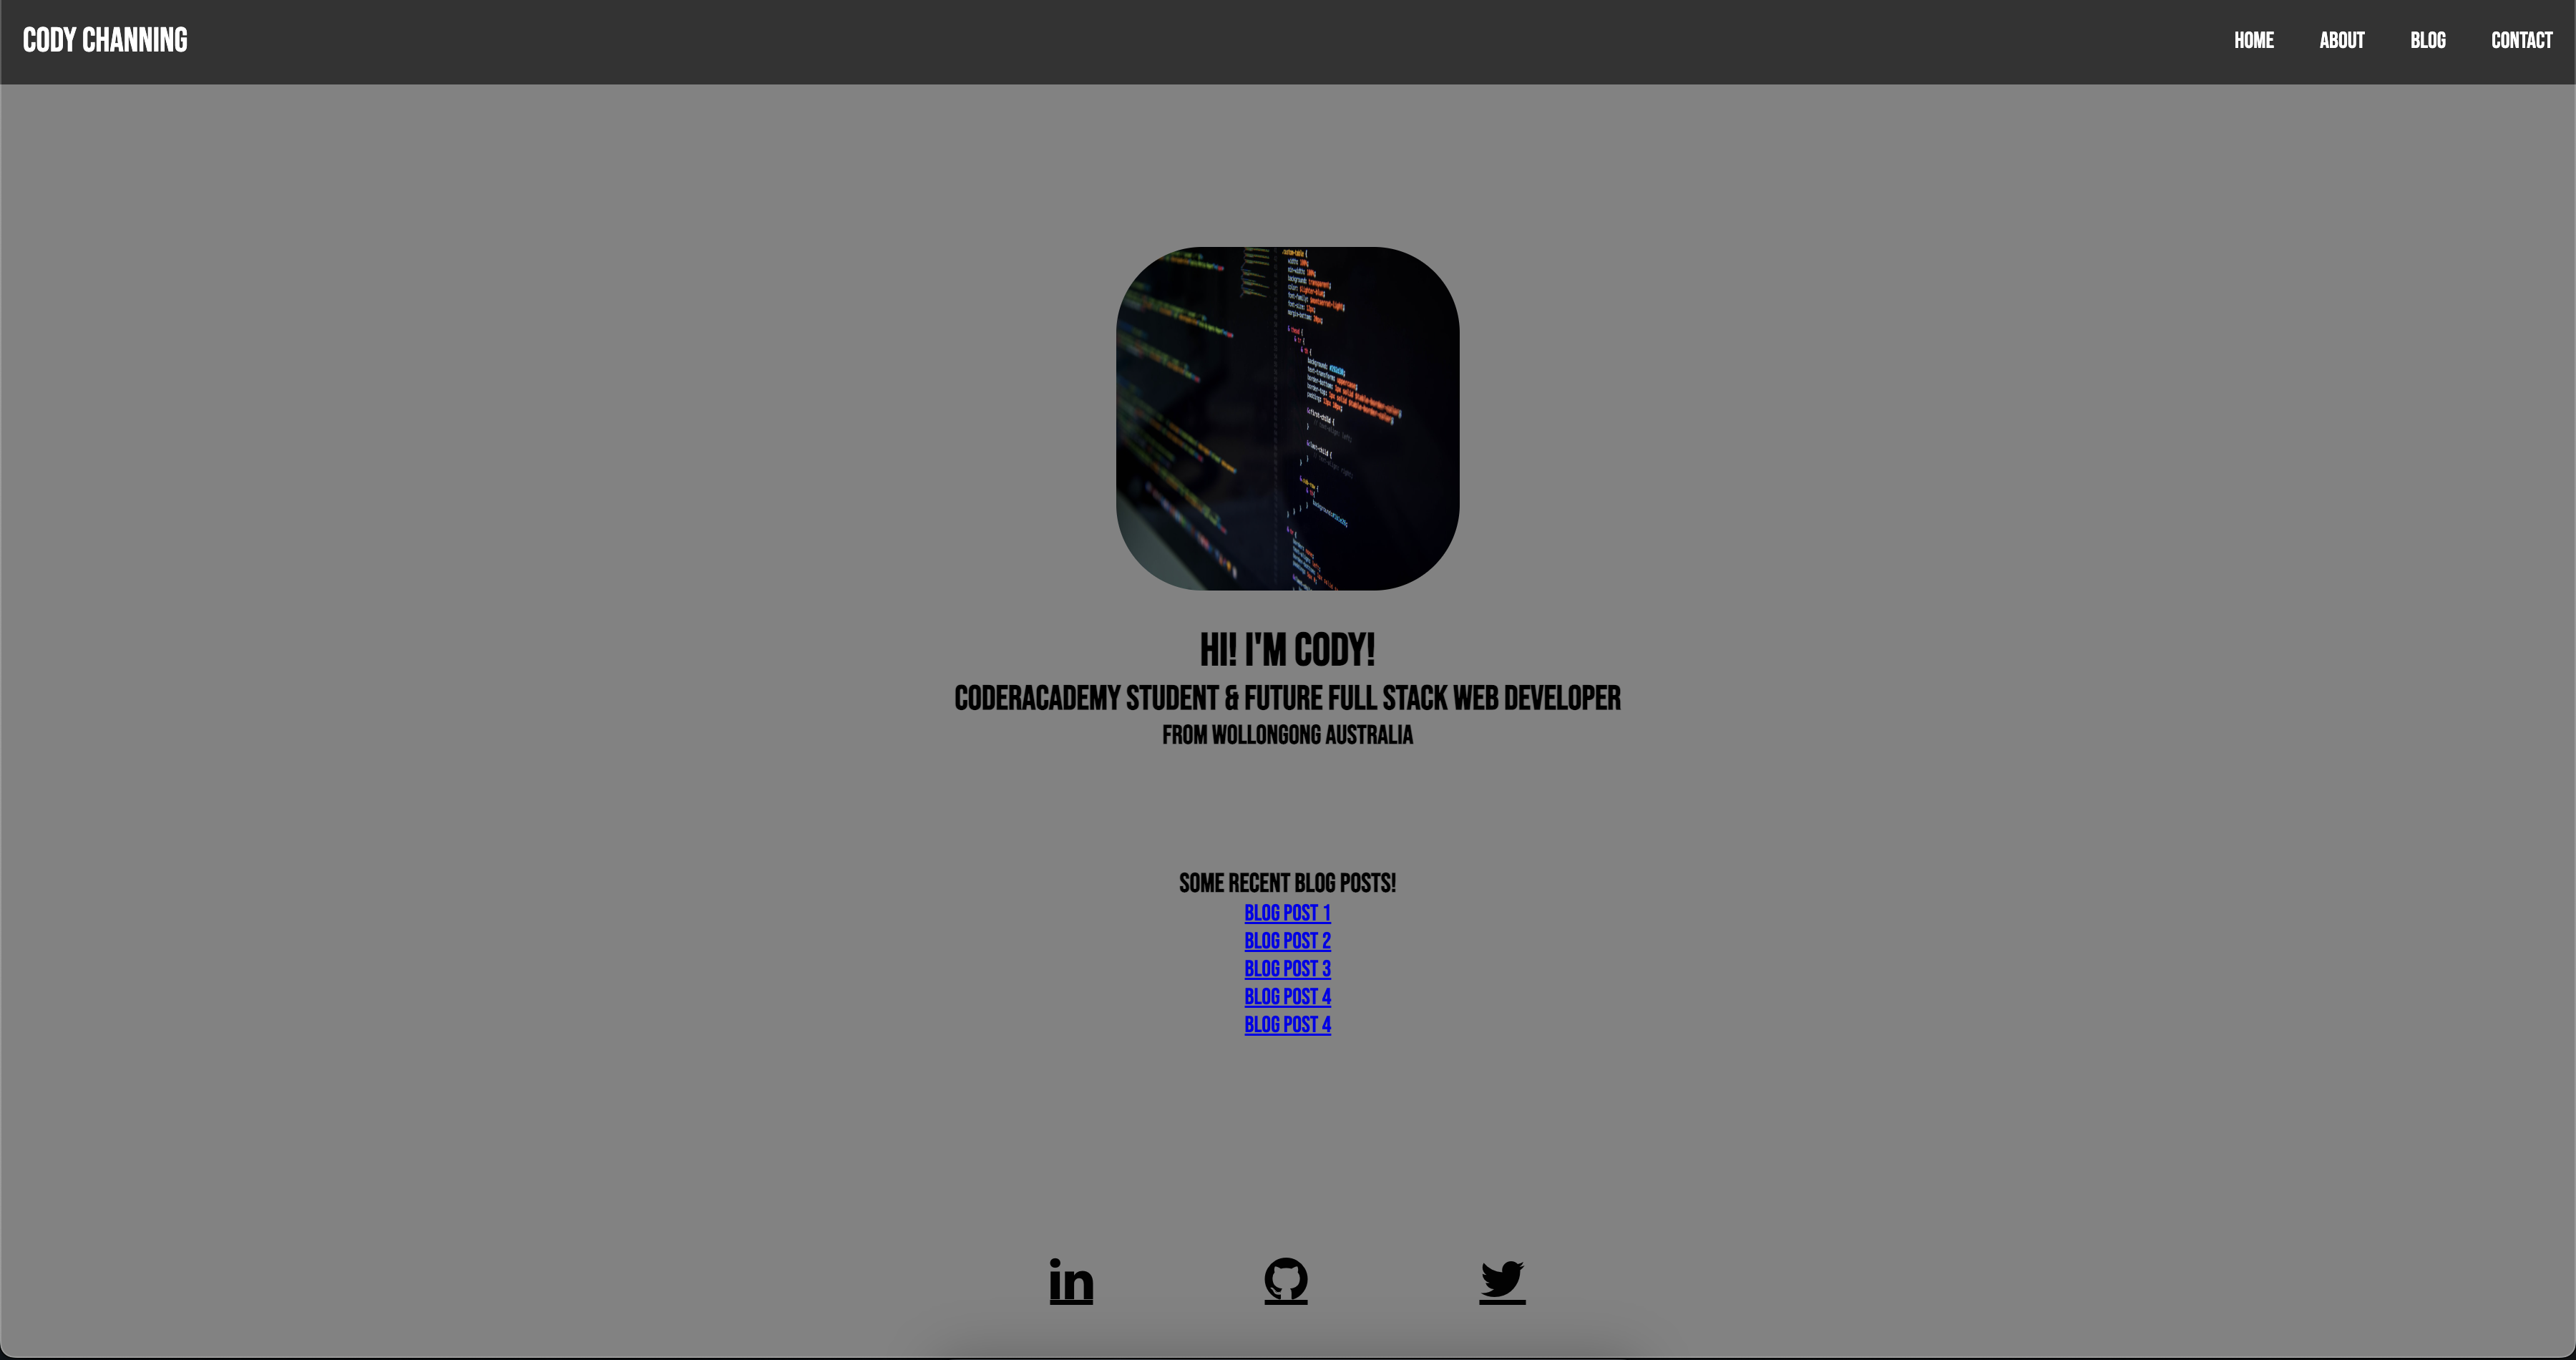 CODY CHANNING
HOME ABOUT BLOG CONTACT
HI! I'M CODY!
CODERACADEMY STUDENT & FUTURE FULL STACK WEB DEVELOPER
FROM WOLLONGONG AUSTRALIA
SOME RECENT BLOG POSTS!
BLOG POST 1
BLOG POST 2
BLOG POST 3
BLOG POST 4
BLOG POST 4
in